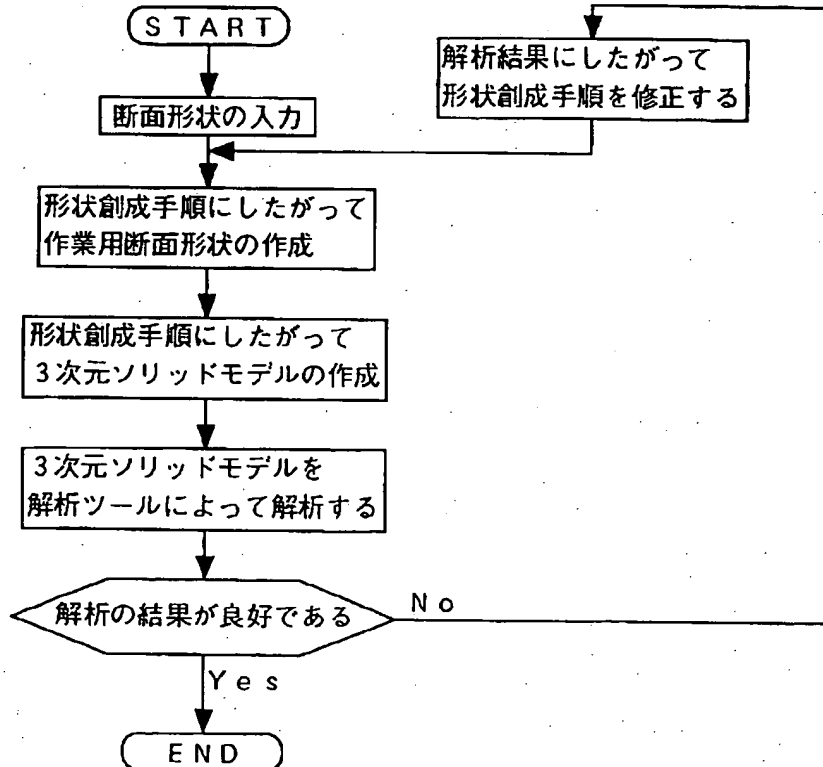 START
断面形状の入力
解析結果にしたがって
形状創成手順を修正する
形状創成手順にしたがって
作業用断面形状の作成
形状創成手順にしたがって
3次元ソリッドモデルの作成
3次元ソリッドモデルを
解析ツールによって解析する
解析の結果が良好である
No
Yes
END